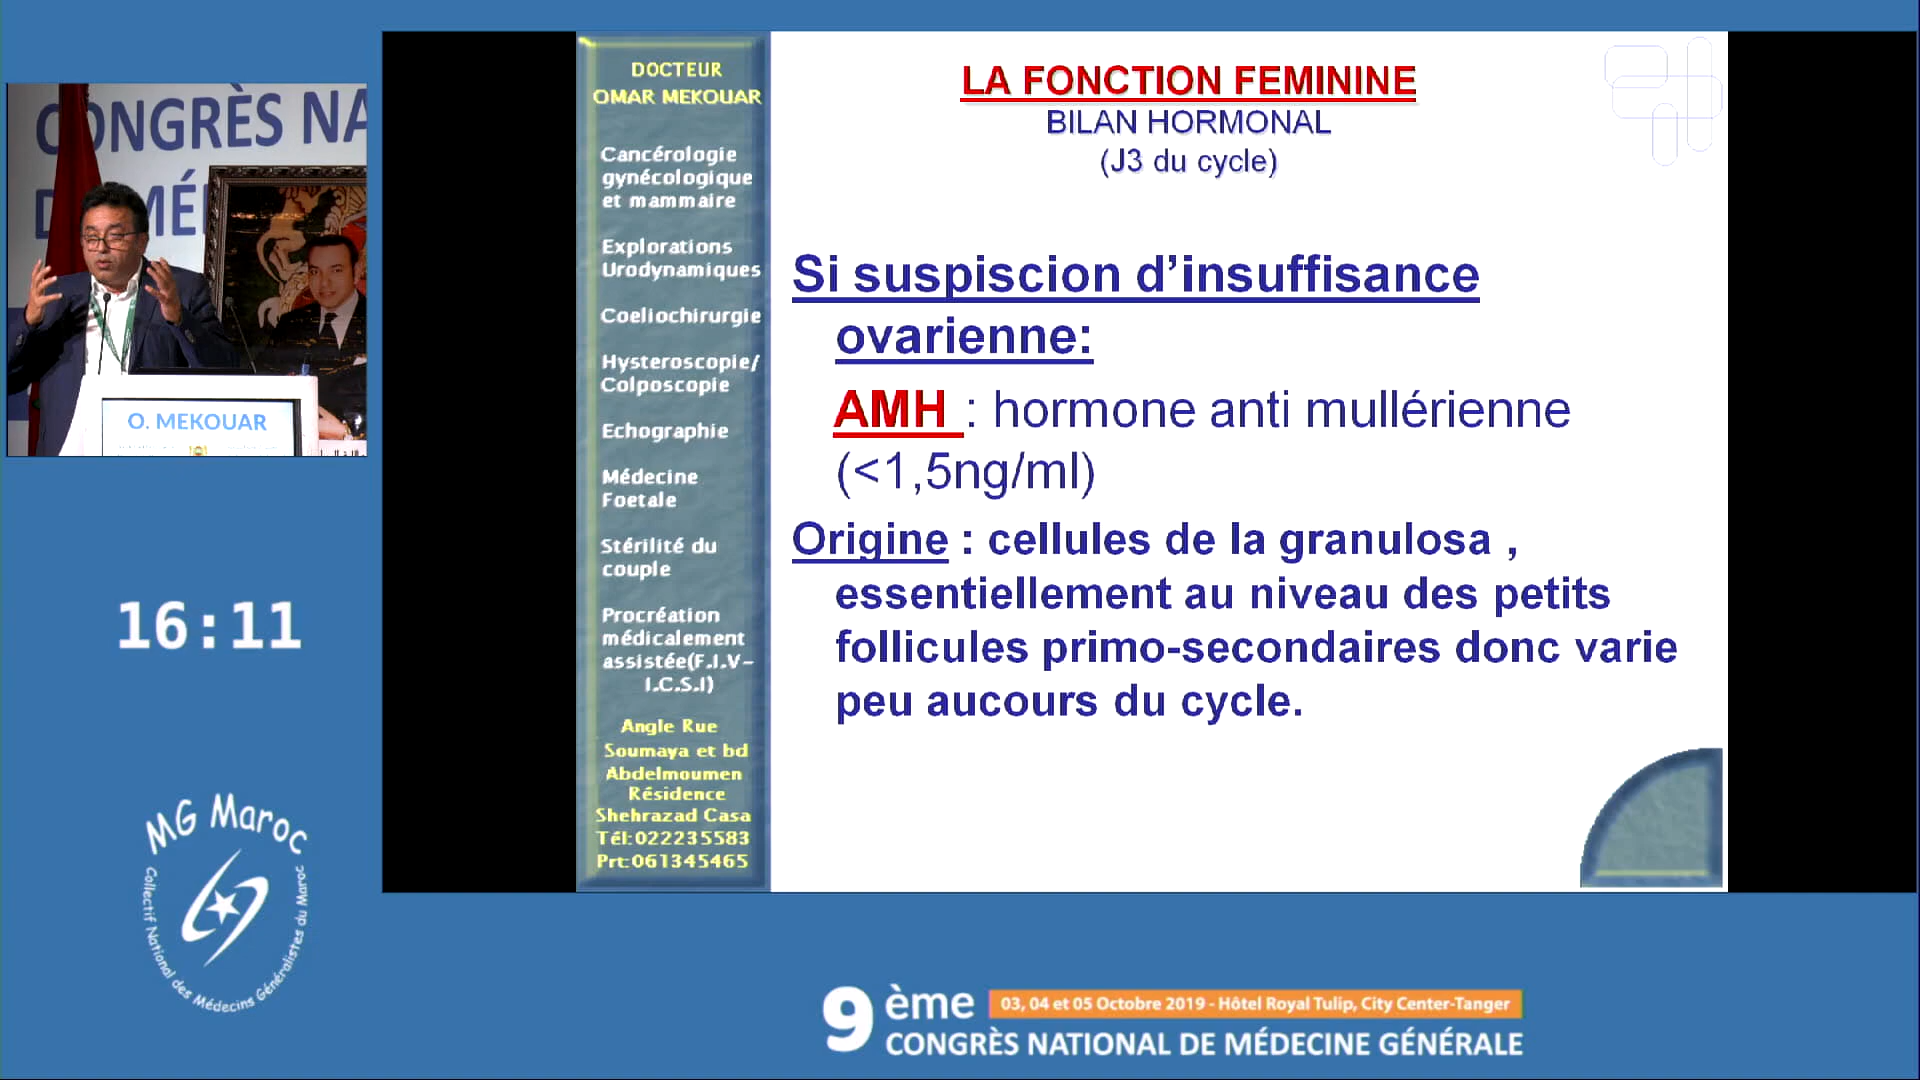 CONGRÈS NA
DE MÉ
O. MEKOUAR
16:11
MG Maroc
Collectif National des Médecins Généralistes du Maroc
DOCTEUR
OMAR MEKOUAR
Cancérologie
gynécologique
et mammaire
Explorations
Urodynamiques
Coeliochirurgie
Hysteroscopie/
Colposcopie
Echographie
Médecine
Foetale
Stérilité du
couple
Procréation
médicalement
assistée(F.I.V-
I.C.S.I)
Angle Rue
Soumaya et bd
Abdelmoumen
Résidence
Shehrazad Casa
Tél:022235583
Prt:061345465
LA FONCTION FEMININE
BILAN HORMONAL
(J3 du cycle)
Si suspiscion d’insuffisance
ovarienne:
AMH : hormone anti mullérienne
(<1,5ng/ml)
Origine : cellules de la granulosa ,
essentiellement au niveau des petits
follicules primo-secondaires donc varie
peu aucours du cycle.
9 ème
03, 04 et 05 Octobre 2019 - Hôtel Royal Tulip, City Center-Tanger
CONGRÈS NATIONAL DE MÉDECINE GÉNÉRALE